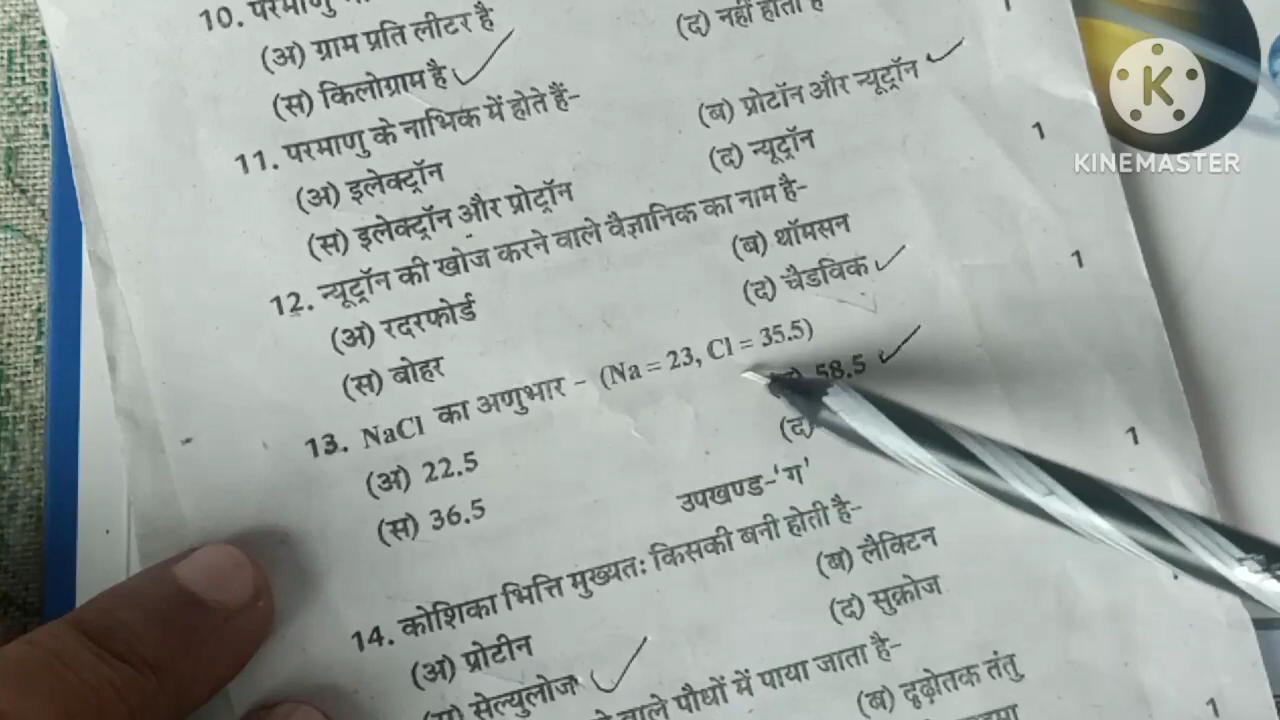 10. परमाणु
(अ) ग्राम प्रति लीटर है
(द) नहीं होता है
(स) किलोग्राम है
1
11. परमाणु के नाभिक में होते हैं-
(अ) इलेक्ट्रॉन
(ब) प्रोटॉन और न्यूट्रॉन
(स) इलेक्ट्रॉन और प्रोट्रॉन
(द) न्यूट्रॉन
1
12. न्यूट्रॉन की खोज करने वाले वैज्ञानिक का नाम है-
(अ) रदरफोर्ड
(ब) थॉमसन
(स) बोहर
(द) चैडविक
1
13. NaCl का अणुभार - (Na = 23, Cl = 35.5)
(अ) 22.5
58.5
(स) 36.5
(द)
उपखण्ड-'ग'
1
14. कोशिका भित्ति मुख्यतः किसकी बनी होती है-
(अ) प्रोटीन
(ब) लैक्टिन
सेल्युलोज
(द) सुक्रोज
वाले पौधों में पाया जाता है-
(ब) दृढ़ोतक तंतु
1
K
KINEMASTER